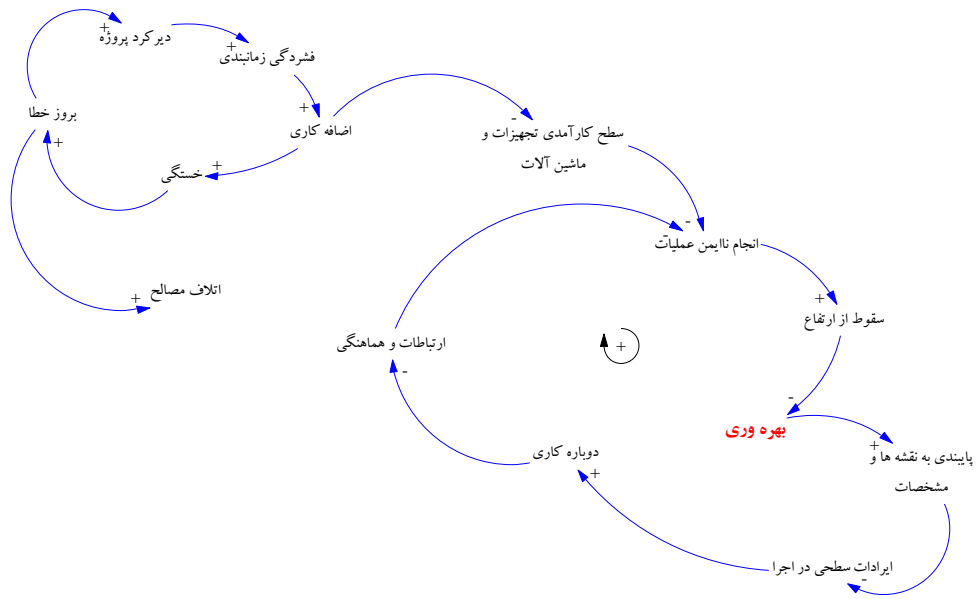 دیرکرد پروژه
+
فشردگی زمانبندی
+
بروز خطا
+
اضافه کاری
+
خستگی
+
اتلاف مصالح
+
سطح کارآمدی تجهیزات و
ماشین آلات
-
انجام ناایمن عملیات
-
-
سقوط از ارتفاع
+
ارتباطات و هماهنگی
-
+
بهره وری
-
پایبندی به نقشه ها و
مشخصات
+
دوباره کاری
+
ایرادات سطحی در اجرا
-